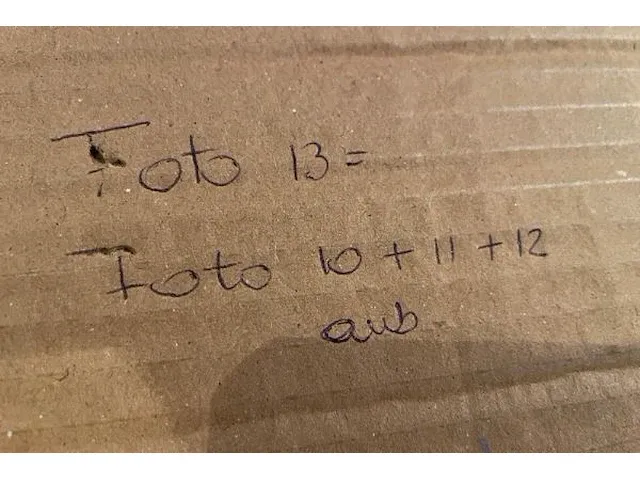 Foto 13 =
Foto 10 + 11 + 12
aub